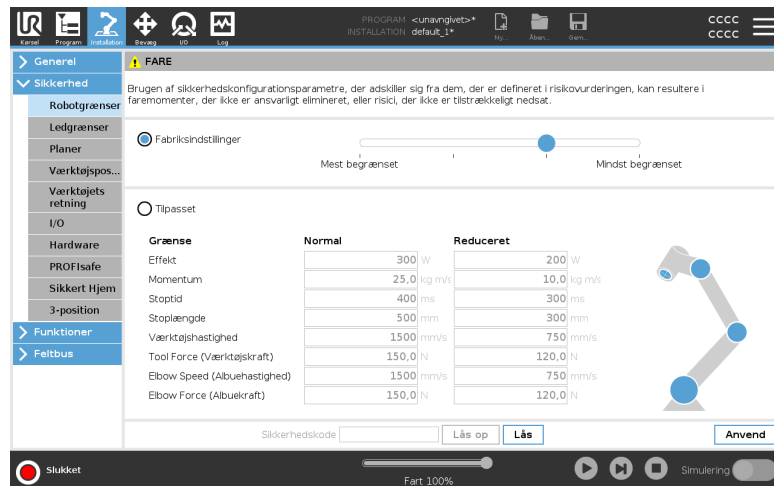 PROGRAM <unavngivet>*
INSTALLATION default_1*
Kørsel Program Installation Bevæg I/O Log
Ny... Åben... Gem...
CCCC
CCCC
Generel
Sikkerhed
Robotgrænser
Ledgrænser
Planer
Værktøjspos...
Værktøjets
retning
I/O
Hardware
PROFIsafe
Sikkert Hjem
3-position
Funktioner
Feltbus
FARE
Brugen af sikkerhedskonfigurationsparametre, der adskiller sig fra dem, der er defineret i risikovurderingen, kan resultere i
faremomenter, der ikke er ansvarligt elimineret, eller risici, der ikke er tilstrækkeligt nedsat.
Fabriksindstillinger
Mest begrænset Mindst begrænset
Tilpasset
Grænse Normal Reduceret
Effekt 300 W 200 W
Momentum 25,0 kg m/s 10,0 kg m/s
Stoptid 400 ms 300 ms
Stoplængde 500 mm 300 mm
Værktøjshastighed 1500 mm/s 750 mm/s
Tool Force (Værktøjskraft) 150,0 N 120,0 N
Elbow Speed (Albuehastighed) 1500 mm/s 750 mm/s
Elbow Force (Albuekraft) 150,0 N 120,0 N
Sikkerhedskode Lås op Lås Anvend
Slukket
Fart 100%
Simulering